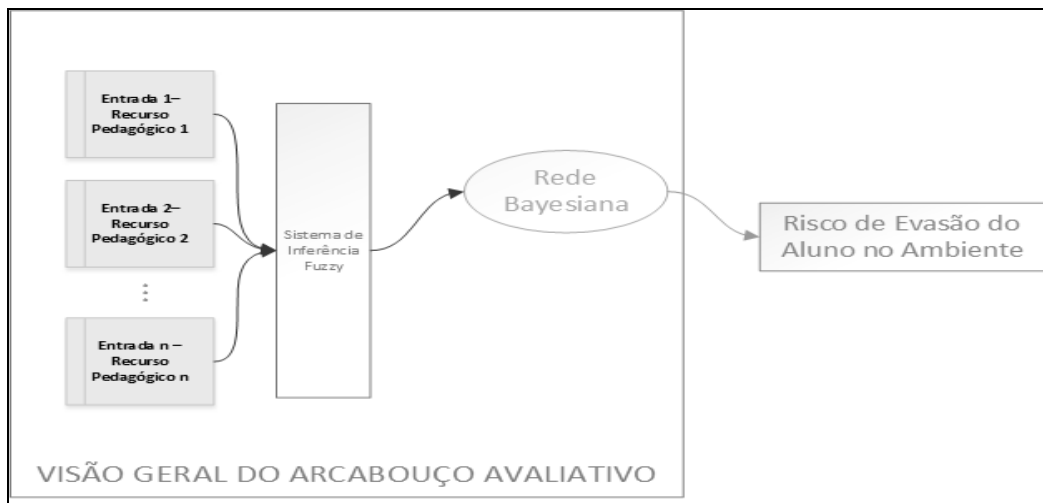 Entrada 1–
Recurso
Pedagógico 1
Entrada 2–
Recurso
Pedagógico 2
Entrada n –
Recurso
Pedagógico n
Sistema de
Inferência
Fuzzy
Rede
Bayesiana
Risco de Evasão do
Aluno no Ambiente
VISÃO GERAL DO ARCABOUÇO AVALIATIVO